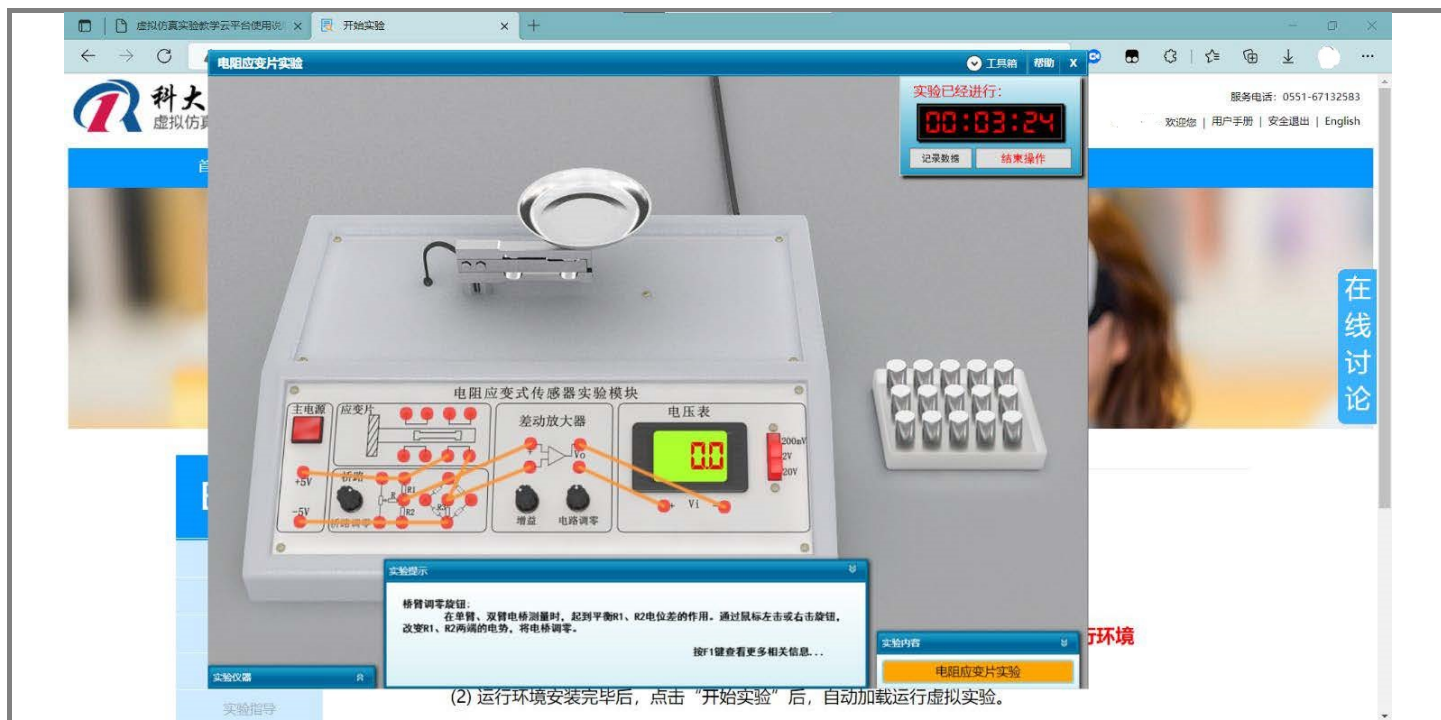 虚拟仿真实验教学云平台使用说
开始实验
电阻应变片实验
工具箱
帮助
X
科大
虚拟仿真
服务电话：0551-67132583
欢迎您 | 用户手册 | 安全退出 | English
首
实验已经进行：
00:03:24
记录数据
结束操作
在线讨论
电阻应变式传感器实验模块
主电源
应变片
差动放大器
电压表
+5V
-5V
桥路
R1
R2
桥路调零
Vo
增益
电路调零
0.0
200mV
2V
20V
+ Vi -
实验提示
桥臂调零旋钮：
在单臂、双臂电桥测量时，起到平衡R1、R2电位差的作用。通过鼠标左击或右击旋钮，
改变R1、R2两端的电势，将电桥调零。
按F1键查看更多相关信息...
实验内容
电阻应变片实验
行环境
实验仪器
(2) 运行环境安装完毕后，点击“开始实验”后，自动加载运行虚拟实验。
实验指导